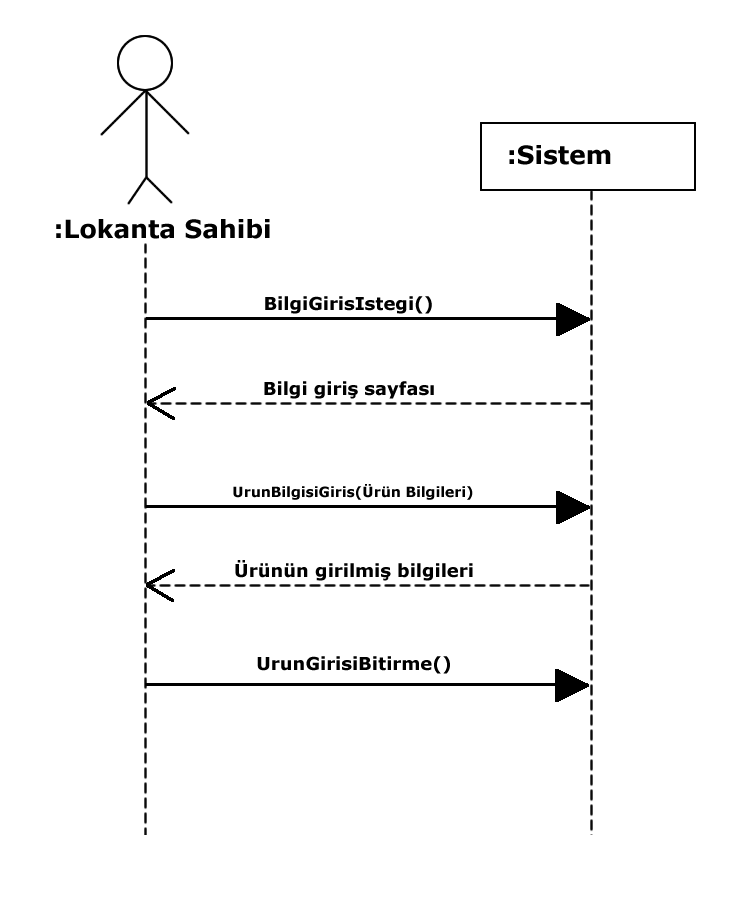 :Sistem
:Lokanta Sahibi
BilgiGirisIstegi()
Bilgi giriş sayfası
UrunBilgisiGiris(Ürün Bilgileri)
Ürünün girilmiş bilgileri
UrunGirisiBitirme()